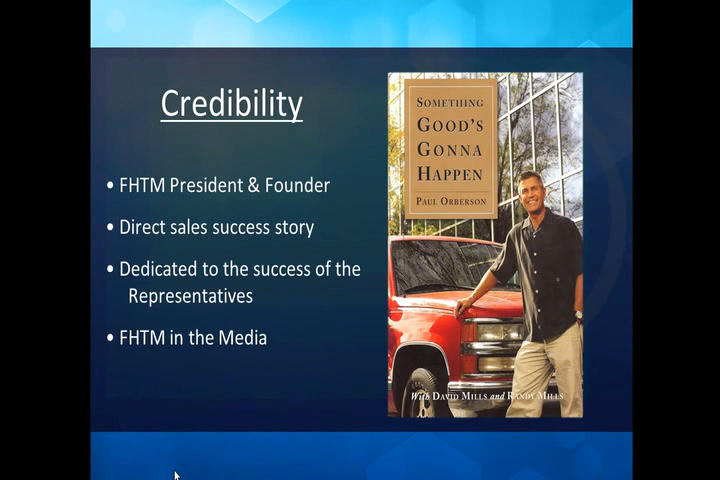 Credibility
• FHTM President & Founder
• Direct sales success story
• Dedicated to the success of the
Representatives
• FHTM in the Media
SOMETHING
GOOD'S
GONNA
HAPPEN
PAUL ORBERSON
With DAVID MILLS and RANDY MILLS